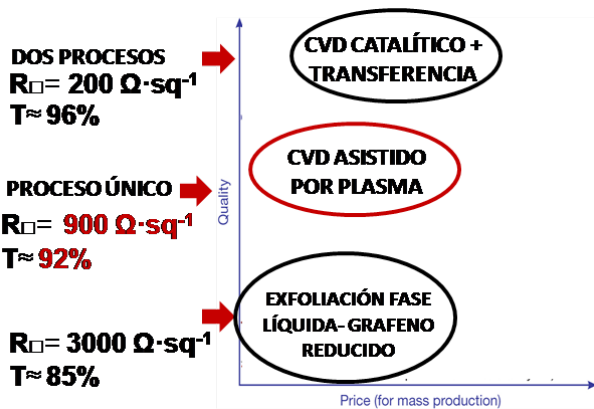 DOS PROCESOS
R□= 200 Ω·sq-1
T≈ 96%
CVD CATALÍTICO +
TRANSFERENCIA
PROCESO ÚNICO
R□= 900 Ω·sq-1
T≈ 92%
Quality
CVD ASISTIDO
POR PLASMA
R□= 3000 Ω·sq-1
T≈ 85%
EXFOLIACIÓN FASE
LÍQUIDA- GRAFENO
REDUCIDO
Price (for mass production)